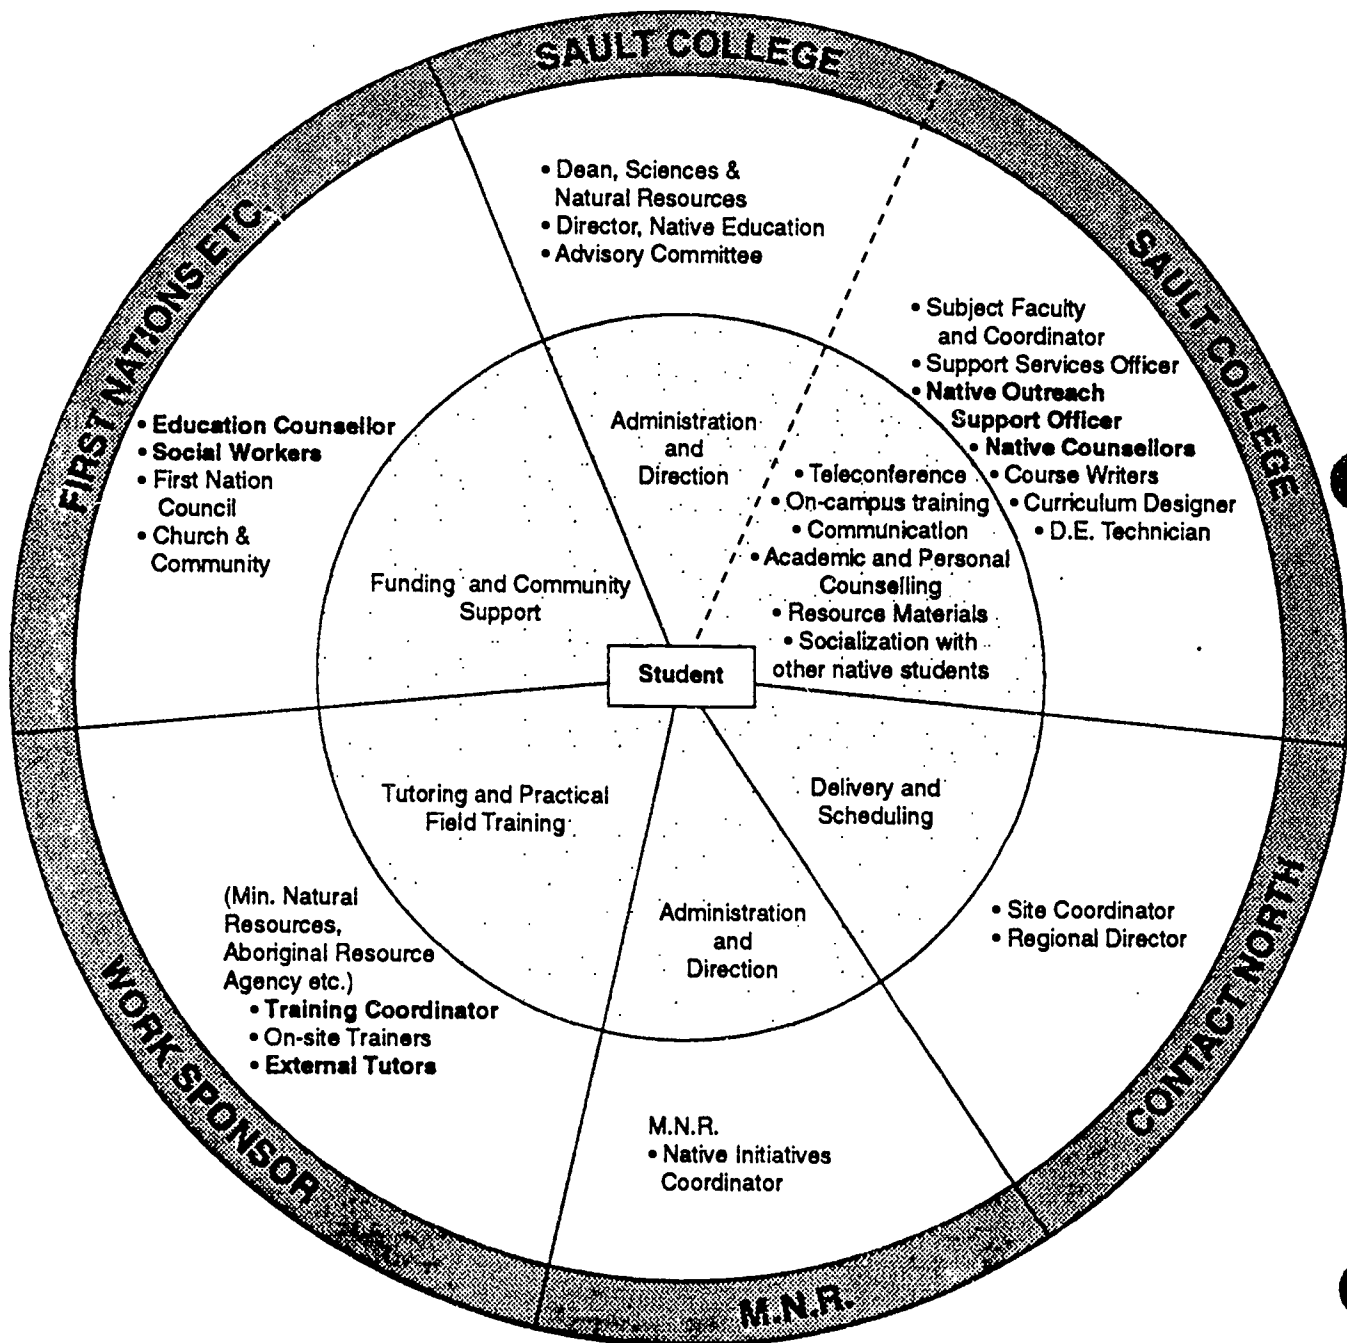 SAULT COLLEGE
• Dean, Sciences &
Natural Resources
• Director, Native Education
• Advisory Committee
Administration
and
Direction
SAULT COLLEGE
• Subject Faculty
and Coordinator
• Support Services Officer
• Native Outreach
Support Officer
• Native Counsellors
• Course Writers
• Curriculum Designer
• D.E. Technician
• Teleconference
• On-campus training
• Communication
• Academic and Personal
Counselling
• Resource Materials
• Socialization with
other native students
FIRST NATIONS ETC.
• Education Counsellor
• Social Workers
• First Nation
Council
• Church &
Community
Funding and Community
Support
Student
Tutoring and Practical
Field Training
(Min. Natural
Resources,
Aboriginal Resource
Agency etc.)
• Training Coordinator
• On-site Trainers
• External Tutors
WORK SPONSOR
Administration
and
Direction
M.N.R.
• Native Initiatives
Coordinator
M.N.R.
Delivery and
Scheduling
• Site Coordinator
• Regional Director
CONTACT NORTH